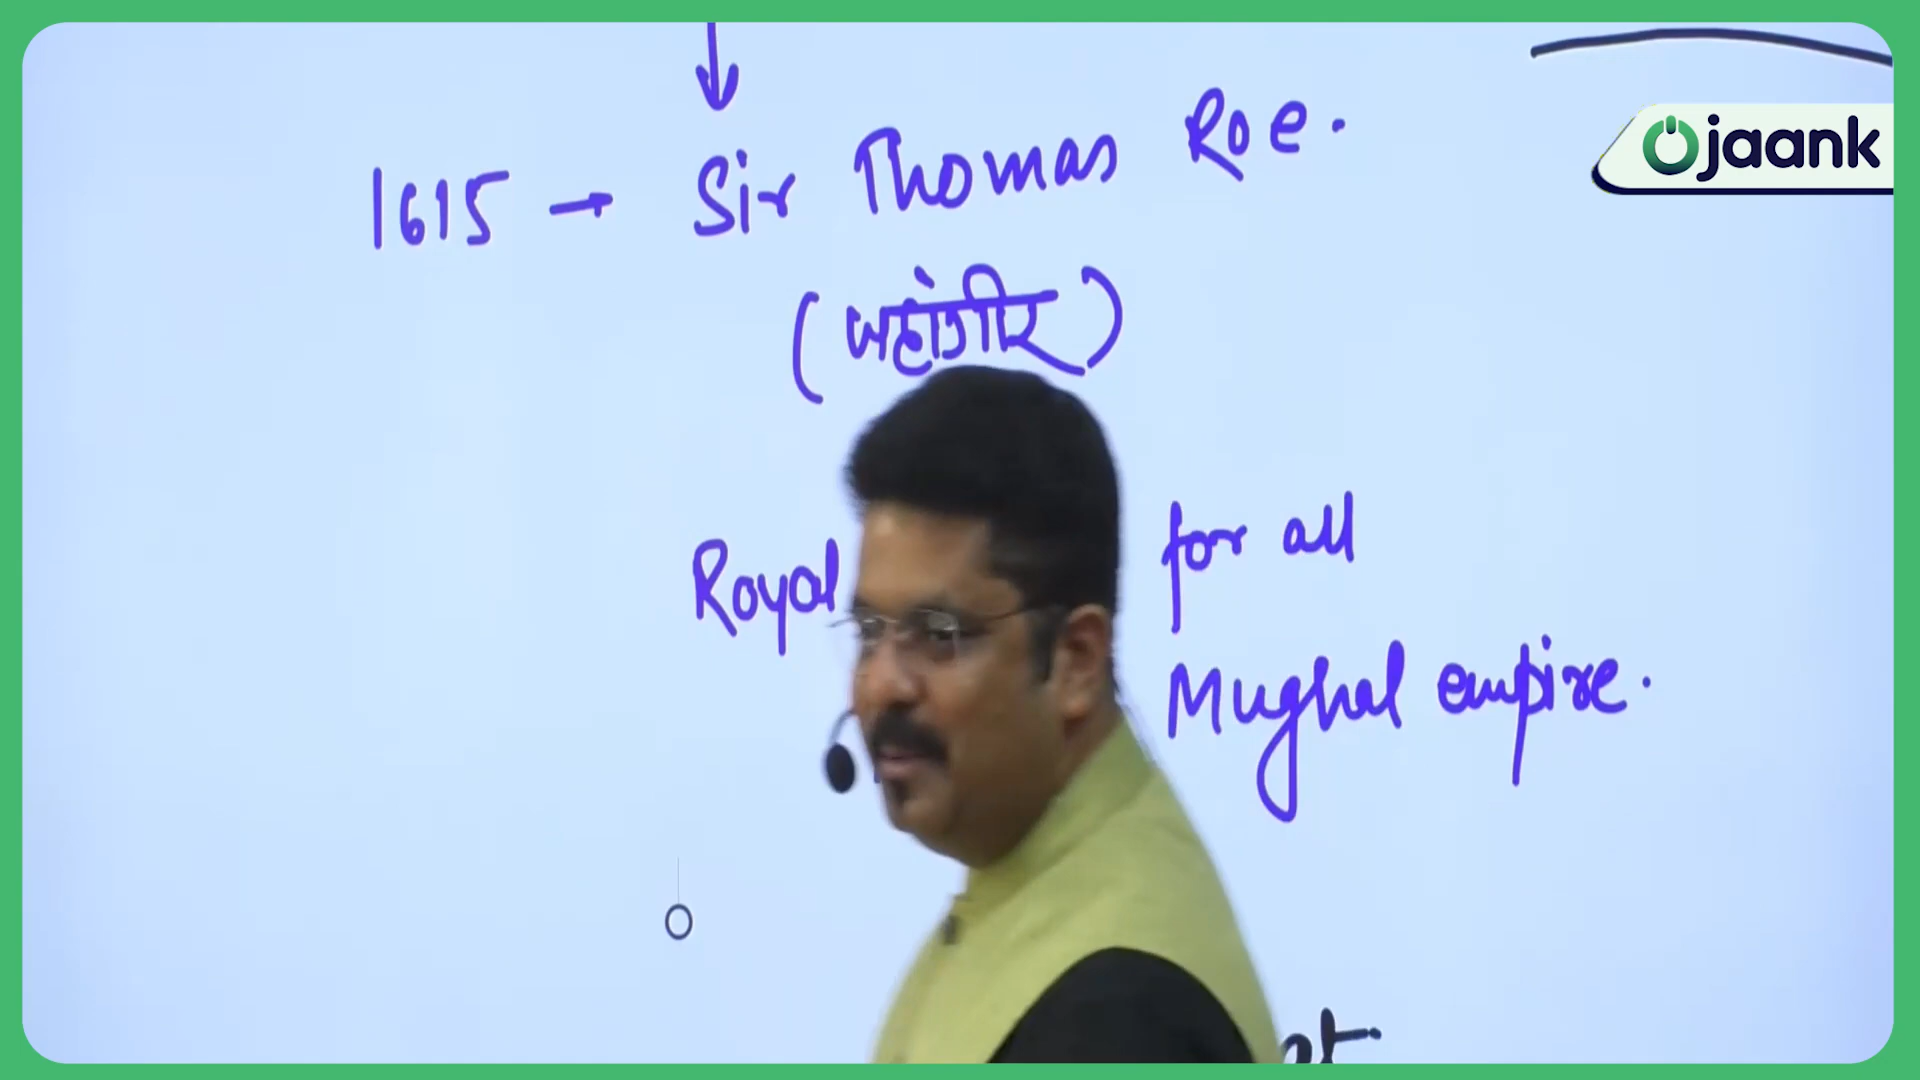 Ojaank
1615 → Sir Thomas Roe.
(जहांगीर)
Royal for all
Mughal empire.